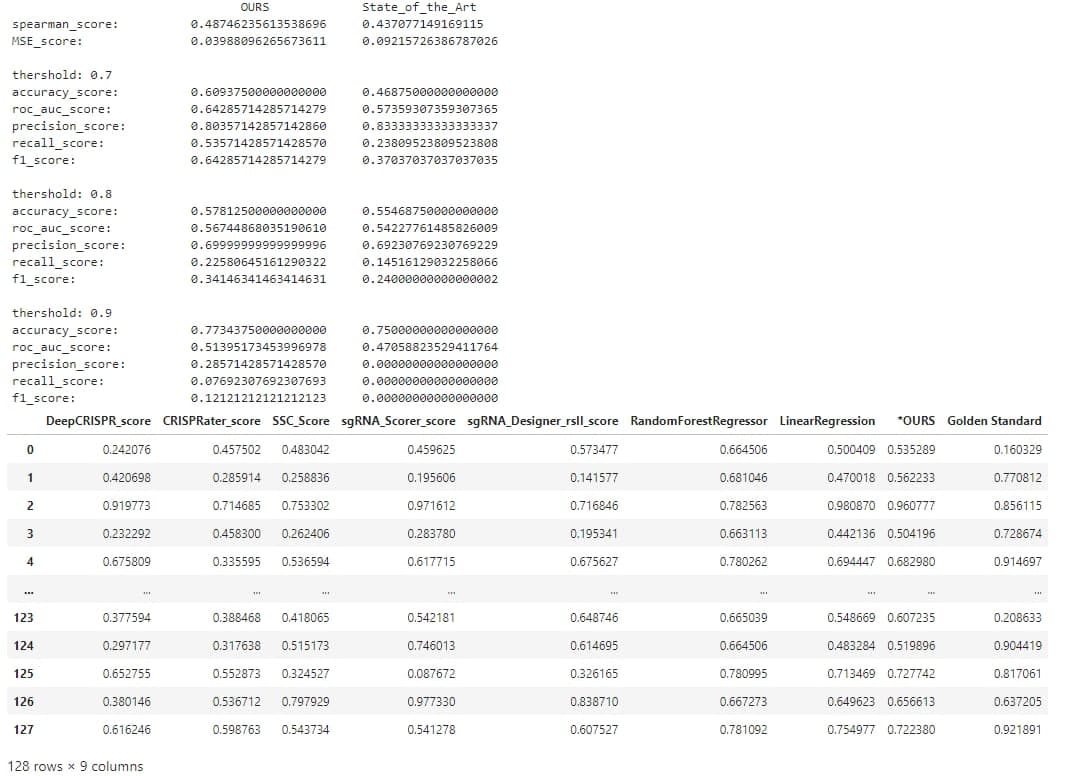 OURS State_of_the_Art
spearman_score: 0.48746235613538696 0.437077149169115
MSE_score: 0.03988096265673611 0.09215726386787026
thershold: 0.7
accuracy_score: 0.60937500000000000 0.46875000000000000
roc_auc_score: 0.64285714285714279 0.57359307359307365
precision_score: 0.80357142857142860 0.83333333333333337
recall_score: 0.53571428571428570 0.23809523809523808
f1_score: 0.64285714285714279 0.37037037037037035
thershold: 0.8
accuracy_score: 0.57812500000000000 0.55468750000000000
roc_auc_score: 0.56744868035190610 0.54227761485826009
precision_score: 0.69999999999999996 0.69230769230769229
recall_score: 0.22580645161290322 0.14516129032258066
f1_score: 0.34146341463414631 0.24000000000000002
thershold: 0.9
accuracy_score: 0.77343750000000000 0.75000000000000000
roc_auc_score: 0.51395173453996978 0.47058823529411764
precision_score: 0.28571428571428570 0.00000000000000000
recall_score: 0.07692307692307693 0.00000000000000000
f1_score: 0.12121212121212123 0.00000000000000000
DeepCRISPR_score CRISPRater_score SSC_Score sgRNA_Scorer_score sgRNA_Designer_rsII_score RandomForestRegressor LinearRegression *OURS Golden Standard
0 0.242076 0.457502 0.483042 0.459625 0.573477 0.664506 0.500409 0.535289 0.160329
1 0.420698 0.285914 0.258836 0.195606 0.141577 0.681046 0.470018 0.562233 0.770812
2 0.919773 0.714685 0.753302 0.971612 0.716846 0.782563 0.980870 0.960777 0.856115
3 0.232292 0.458300 0.262406 0.283780 0.195341 0.663113 0.442136 0.504196 0.728674
4 0.675809 0.335595 0.536594 0.617715 0.675627 0.780262 0.694447 0.682980 0.914697
... ... ... ... ... ... ... ... ... ...
123 0.377594 0.388468 0.418065 0.542181 0.648746 0.665039 0.548669 0.607235 0.208633
124 0.297177 0.317638 0.515173 0.746013 0.614695 0.664506 0.483284 0.519896 0.904419
125 0.652755 0.552873 0.324527 0.087672 0.326165 0.780995 0.713469 0.727742 0.817061
126 0.380146 0.536712 0.797929 0.977330 0.838710 0.667273 0.649623 0.656613 0.637205
127 0.616246 0.598763 0.543734 0.541278 0.607527 0.781092 0.754977 0.722380 0.921891
128 rows × 9 columns